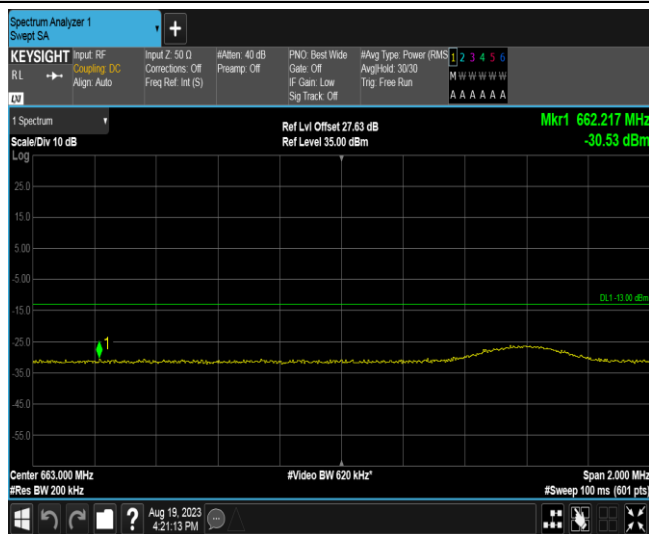 Spectrum Analyzer 1
Swept SA
+
KEYSIGHT
RL
LXI
Input: RF
Coupling: DC
Align: Auto
Input Z: 50 Ω
Corrections: Off
Freq Ref: Int (S)
#Atten: 40 dB
Preamp: Off
PNO: Best Wide
Gate: Off
IF Gain: Low
Sig Track: Off
#Avg Type: Power (RMS
Avg|Hold: 30/30
Trig: Free Run
1 2 3 4 5 6
M W W W W W
A A A A A A
1 Spectrum
Scale/Div 10 dB
Ref Lvl Offset 27.63 dB
Ref Level 35.00 dBm
Mkr1 662.217 MHz
-30.53 dBm
Log
25.0
15.0
5.00
-5.00
DL1 -13.00 dBm
-15.0
-25.0
1
-35.0
-45.0
-55.0
Center 663.000 MHz
#Video BW 620 kHz*
Span 2.000 MHz
#Res BW 200 kHz
#Sweep 100 ms (601 pts)
?
Aug 19, 2023
4:21:13 PM